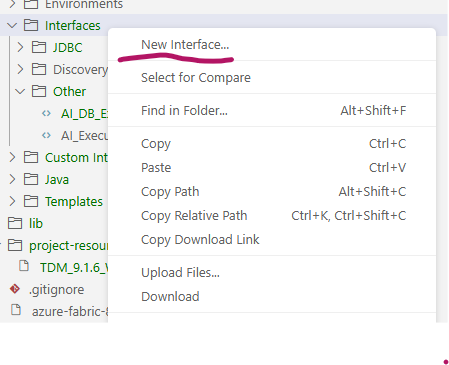 Environments
Interfaces
New Interface...
JDBC
Select for Compare
Discovery
Other
Find in Folder... Alt+Shift+F
AI_DB_E
AI_Execu
Copy Ctrl+C
Custom Int
Paste Ctrl+V
Java
Copy Path Alt+Shift+C
Templates
Copy Relative Path Ctrl+K, Ctrl+Shift+C
lib
Copy Download Link
project-resour
TDM_9.1.6_
Upload Files...
.gitignore
Download
azure-fabric-